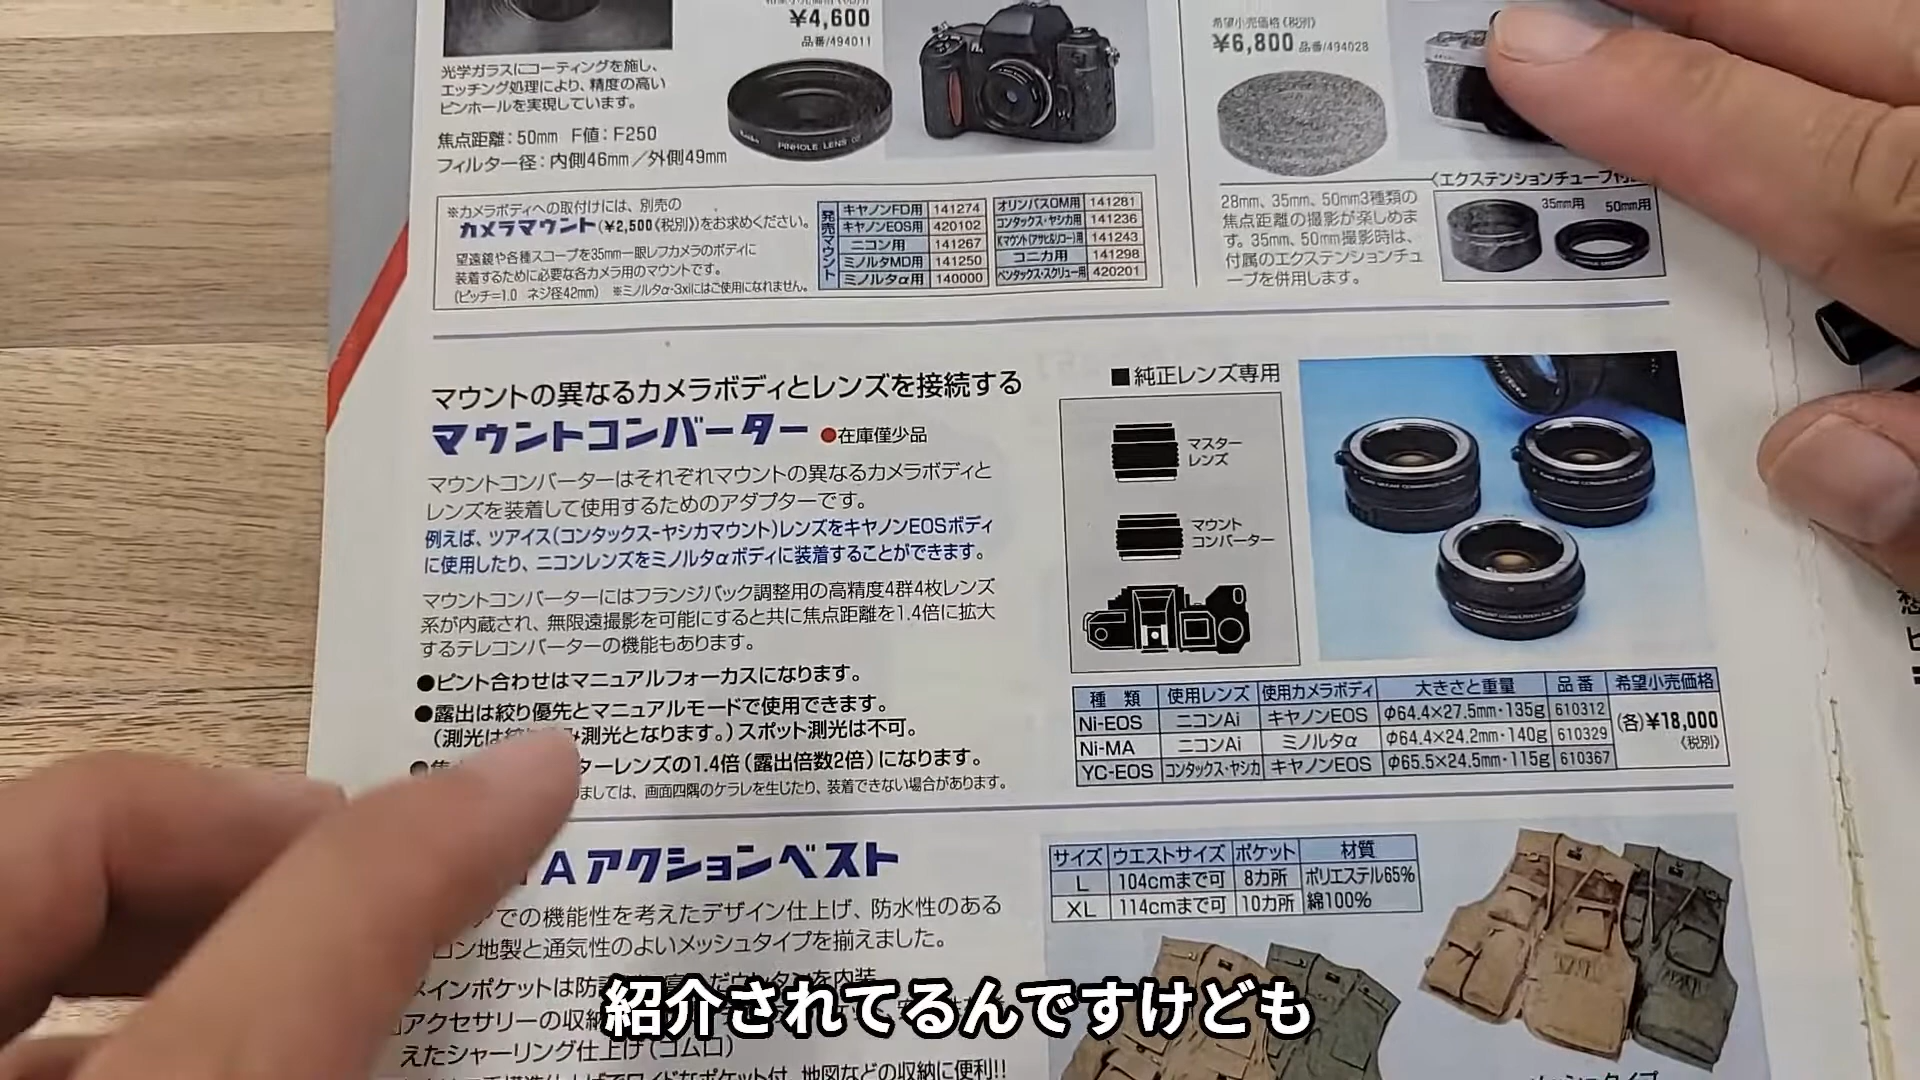 ¥4,600
品番/494011
光学ガラスにコーティングを施し、
エッチング処理により、精度の高い
ピンホールを実現しています。
焦点距離：50mm F値：F250
フィルター径：内側46mm／外側49mm
PINHOLE LENS
希望小売価格《税別》
¥6,800 品番/494028
※カメラボディへの取付けには、別売の
カメラマウント(¥2,500《税別》)をお求めください。
望遠鏡や各種スコープを35mm一眼レフカメラのボディに
装着するために必要な各カメラ用のマウントです。
(ピッチ=1.0 ネジ径42mm) ※ミノルタα-3xiにはご使用になれません。
発売マウント
キヤノンFD用 141274 オリンパスOM用 141281
キヤノンEOS用 420102 コンタックス・ヤシカ用 141236
ニコン用 141267 Kマウント(アサヒ&リコー)用 141243
ミノルタMD用 141250 コニカ用 141298
ミノルタα用 140000 ペンタックス・スクリュー用 420201
28mm、35mm、50mm3種類の
焦点距離の撮影が楽しめま
す。35mm、50mm撮影時は、
付属のエクステンションチュ
ーブを併用します。
〈エクステンションチューブ付
35mm用 50mm用
マウントの異なるカメラボディとレンズを接続する
マウントコンバーター ●在庫僅少品
マウントコンバーターはそれぞれマウントの異なるカメラボディと
レンズを装着して使用するためのアダプターです。
例えば、ツアイス(コンタックス-ヤシカマウント)レンズをキヤノンEOSボディ
に使用したり、ニコンレンズをミノルタαボディに装着することができます。
マウントコンバーターにはフランジバック調整用の高精度4群4枚レンズ
系が内蔵され、無限遠撮影を可能にすると共に焦点距離を1.4倍に拡大
するテレコンバーターの機能もあります。
●ピント合わせはマニュアルフォーカスになります。
●露出は絞り優先とマニュアルモードで使用できます。
(測光は絞 み測光となります。)スポット測光は不可。
ターレンズの1.4倍(露出倍数2倍)になります。
ましては、画面四隅のケラレを生じたり、装着できない場合があります。
■純正レンズ専用
マスター
レンズ
マウント
コンバーター
種類 使用レンズ 使用カメラボディ 大きさと重量 品番 希望小売価格
Ni-EOS ニコンAi キヤノンEOS φ64.4×27.5mm・135g 610312
Ni-MA ニコンAi ミノルタα φ64.4×24.2mm・140g 610329
YC-EOS コンタックス・ヤシカ キヤノンEOS φ65.5×24.5mm・115g 610367
(各)¥18,000
《税別》
Aアクションベスト
での機能性を考えたデザイン仕上げ、防水性のある
ロン地製と通気性のよいメッシュタイプを揃えました。
メインポケットは防
アクセサリーの収納
えたシャーリング仕上げ(ゴムロ)
ワイドなポケット付、地図などの収納に便利!!
サイズ ウエストサイズ ポケット 材質
L 104cmまで可 8カ所 ポリエステル65%
XL 114cmまで可 10カ所 綿100%
メッシュタイプ
紹介されてるんですけども